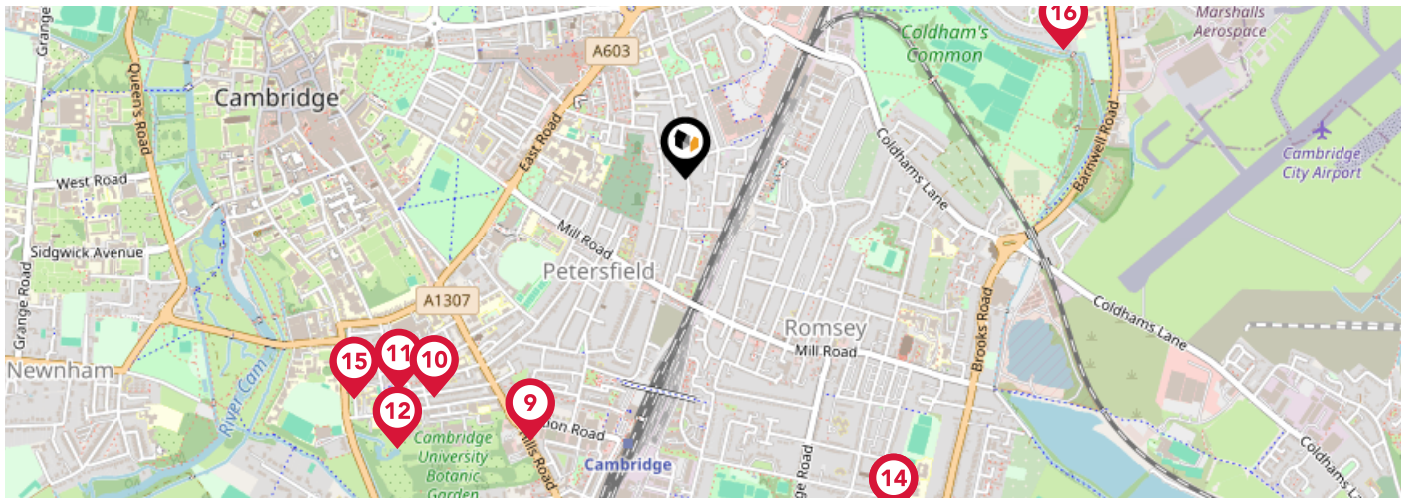 Grange
16
Marshalls
Aerospace
Coldham's
Common
A603
Queen's Road
Cambridge
East Road
Coldhams Lane
Barnwell Road
Cambridge
City Airport
West Road
Mill Road
Sidgwick Avenue
Petersfield
Grange Road
A1307
Brooks Road
Coldhams Lane
Romsey
Mill Road
15
11
10
Newnham
River Cam
12
9
Cambridge
University
Botanic
Garden
Hills Road
Cambridge
14
Coldhams